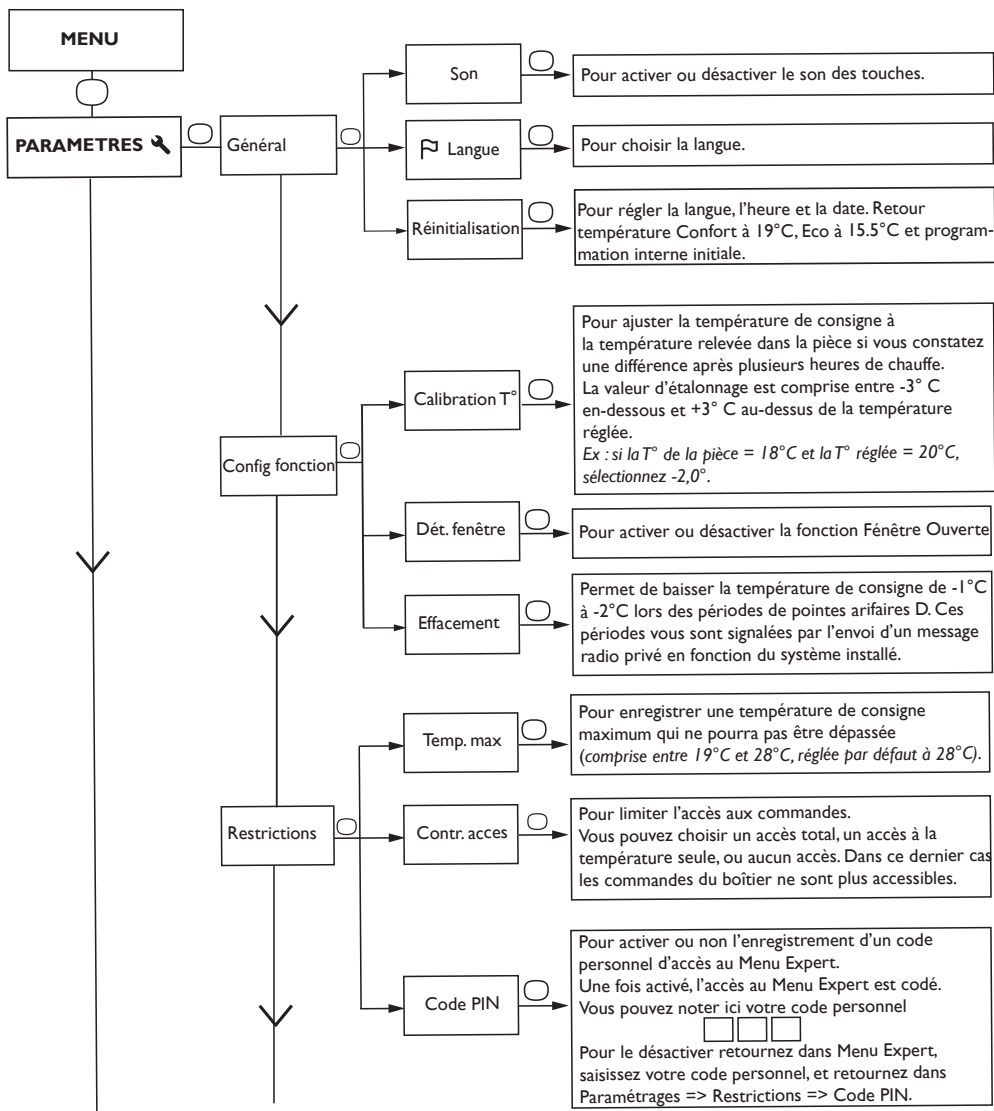 MENU
PARAMETRES
Général
Son
Pour activer ou désactiver le son des touches.
Langue
Pour choisir la langue.
Réinitialisation
Pour régler la langue, l'heure et la date. Retour
température Confort à 19°C, Eco à 15.5°C et program-
mation interne initiale.
Config fonction
Calibration T°
Pour ajuster la température de consigne à
la température relevée dans la pièce si vous constatez
une différence après plusieurs heures de chauffe.
La valeur d'étalonnage est comprise entre -3° C
en-dessous et +3° C au-dessus de la température
réglée.
Ex : si la T° de la pièce = 18°C et la T° réglée = 20°C,
sélectionnez -2,0°.
Dét. fenêtre
Pour activer ou désactiver la fonction Fénêtre Ouverte
Effacement
Permet de baisser la température de consigne de -1°C
à -2°C lors des périodes de pointes arifaires D. Ces
périodes vous sont signalées par l'envoi d'un message
radio privé en fonction du système installé.
Restrictions
Temp. max
Pour enregistrer une température de consigne
maximum qui ne pourra pas être dépassée
(comprise entre 19°C et 28°C, réglée par défaut à 28°C).
Contr. acces
Pour limiter l'accès aux commandes.
Vous pouvez choisir un accès total, un accès à la
température seule, ou aucun accès. Dans ce dernier cas
les commandes du boîtier ne sont plus accessibles.
Code PIN
Pour activer ou non l'enregistrement d'un code
personnel d'accès au Menu Expert.
Une fois activé, l'accès au Menu Expert est codé.
Vous pouvez noter ici votre code personnel
Pour le désactiver retournez dans Menu Expert,
saisissez votre code personnel, et retournez dans
Paramétrages => Restrictions => Code PIN.